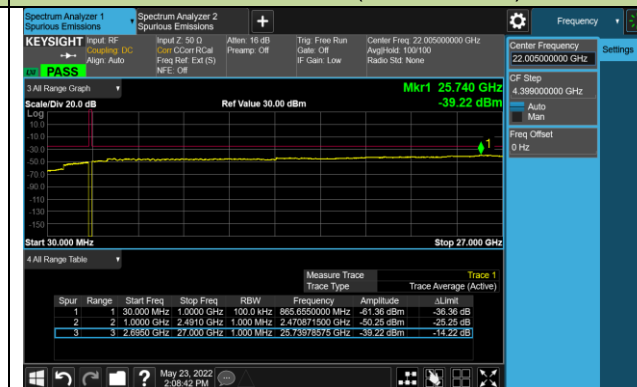 Spectrum Analyzer 1
Spurious Emissions
Spectrum Analyzer 2
Spurious Emissions
+
Frequency
KEYSIGHT
Input: RF
Coupling: DC
Align: Auto
Input Z: 50 Ω
Corr CCorr RCal
Freq Ref: Ext (S)
NFE: Off
Atten: 16 dB
Preamp: Off
Trig: Free Run
Gate: Off
IF Gain: Low
Center Freq: 22.005000000 GHz
Avg|Hold: 100/100
Radio Std: None
PASS
Center Frequency
22.005000000 GHz
Settings
CF Step
4.399000000 GHz
Auto
Man
Freq Offset
0 Hz
3 All Range Graph
Mkr1 25.740 GHz
Scale/Div 20.0 dB
Ref Value 30.00 dBm
-39.22 dBm
Log
10.0
-10.0
-30.0
-50.0
-70.0
-90.0
-110
-130
-150
1
Start 30.000 MHz
Stop 27.000 GHz
4 All Range Table
Measure Trace
Trace 1
Trace Type
Trace Average (Active)
Spur Range Start Freq Stop Freq RBW Frequency Amplitude ΔLimit
1 1 30.000 MHz 1.0000 GHz 100.0 kHz 865.6550000 MHz -61.36 dBm -36.36 dB
2 2 1.0000 GHz 2.4910 GHz 1.000 MHz 2.470871500 GHz -50.25 dBm -25.25 dB
3 3 2.6950 GHz 27.000 GHz 1.000 MHz 25.73978575 GHz -39.22 dBm -14.22 dB
?
May 23, 2022
2:08:42 PM